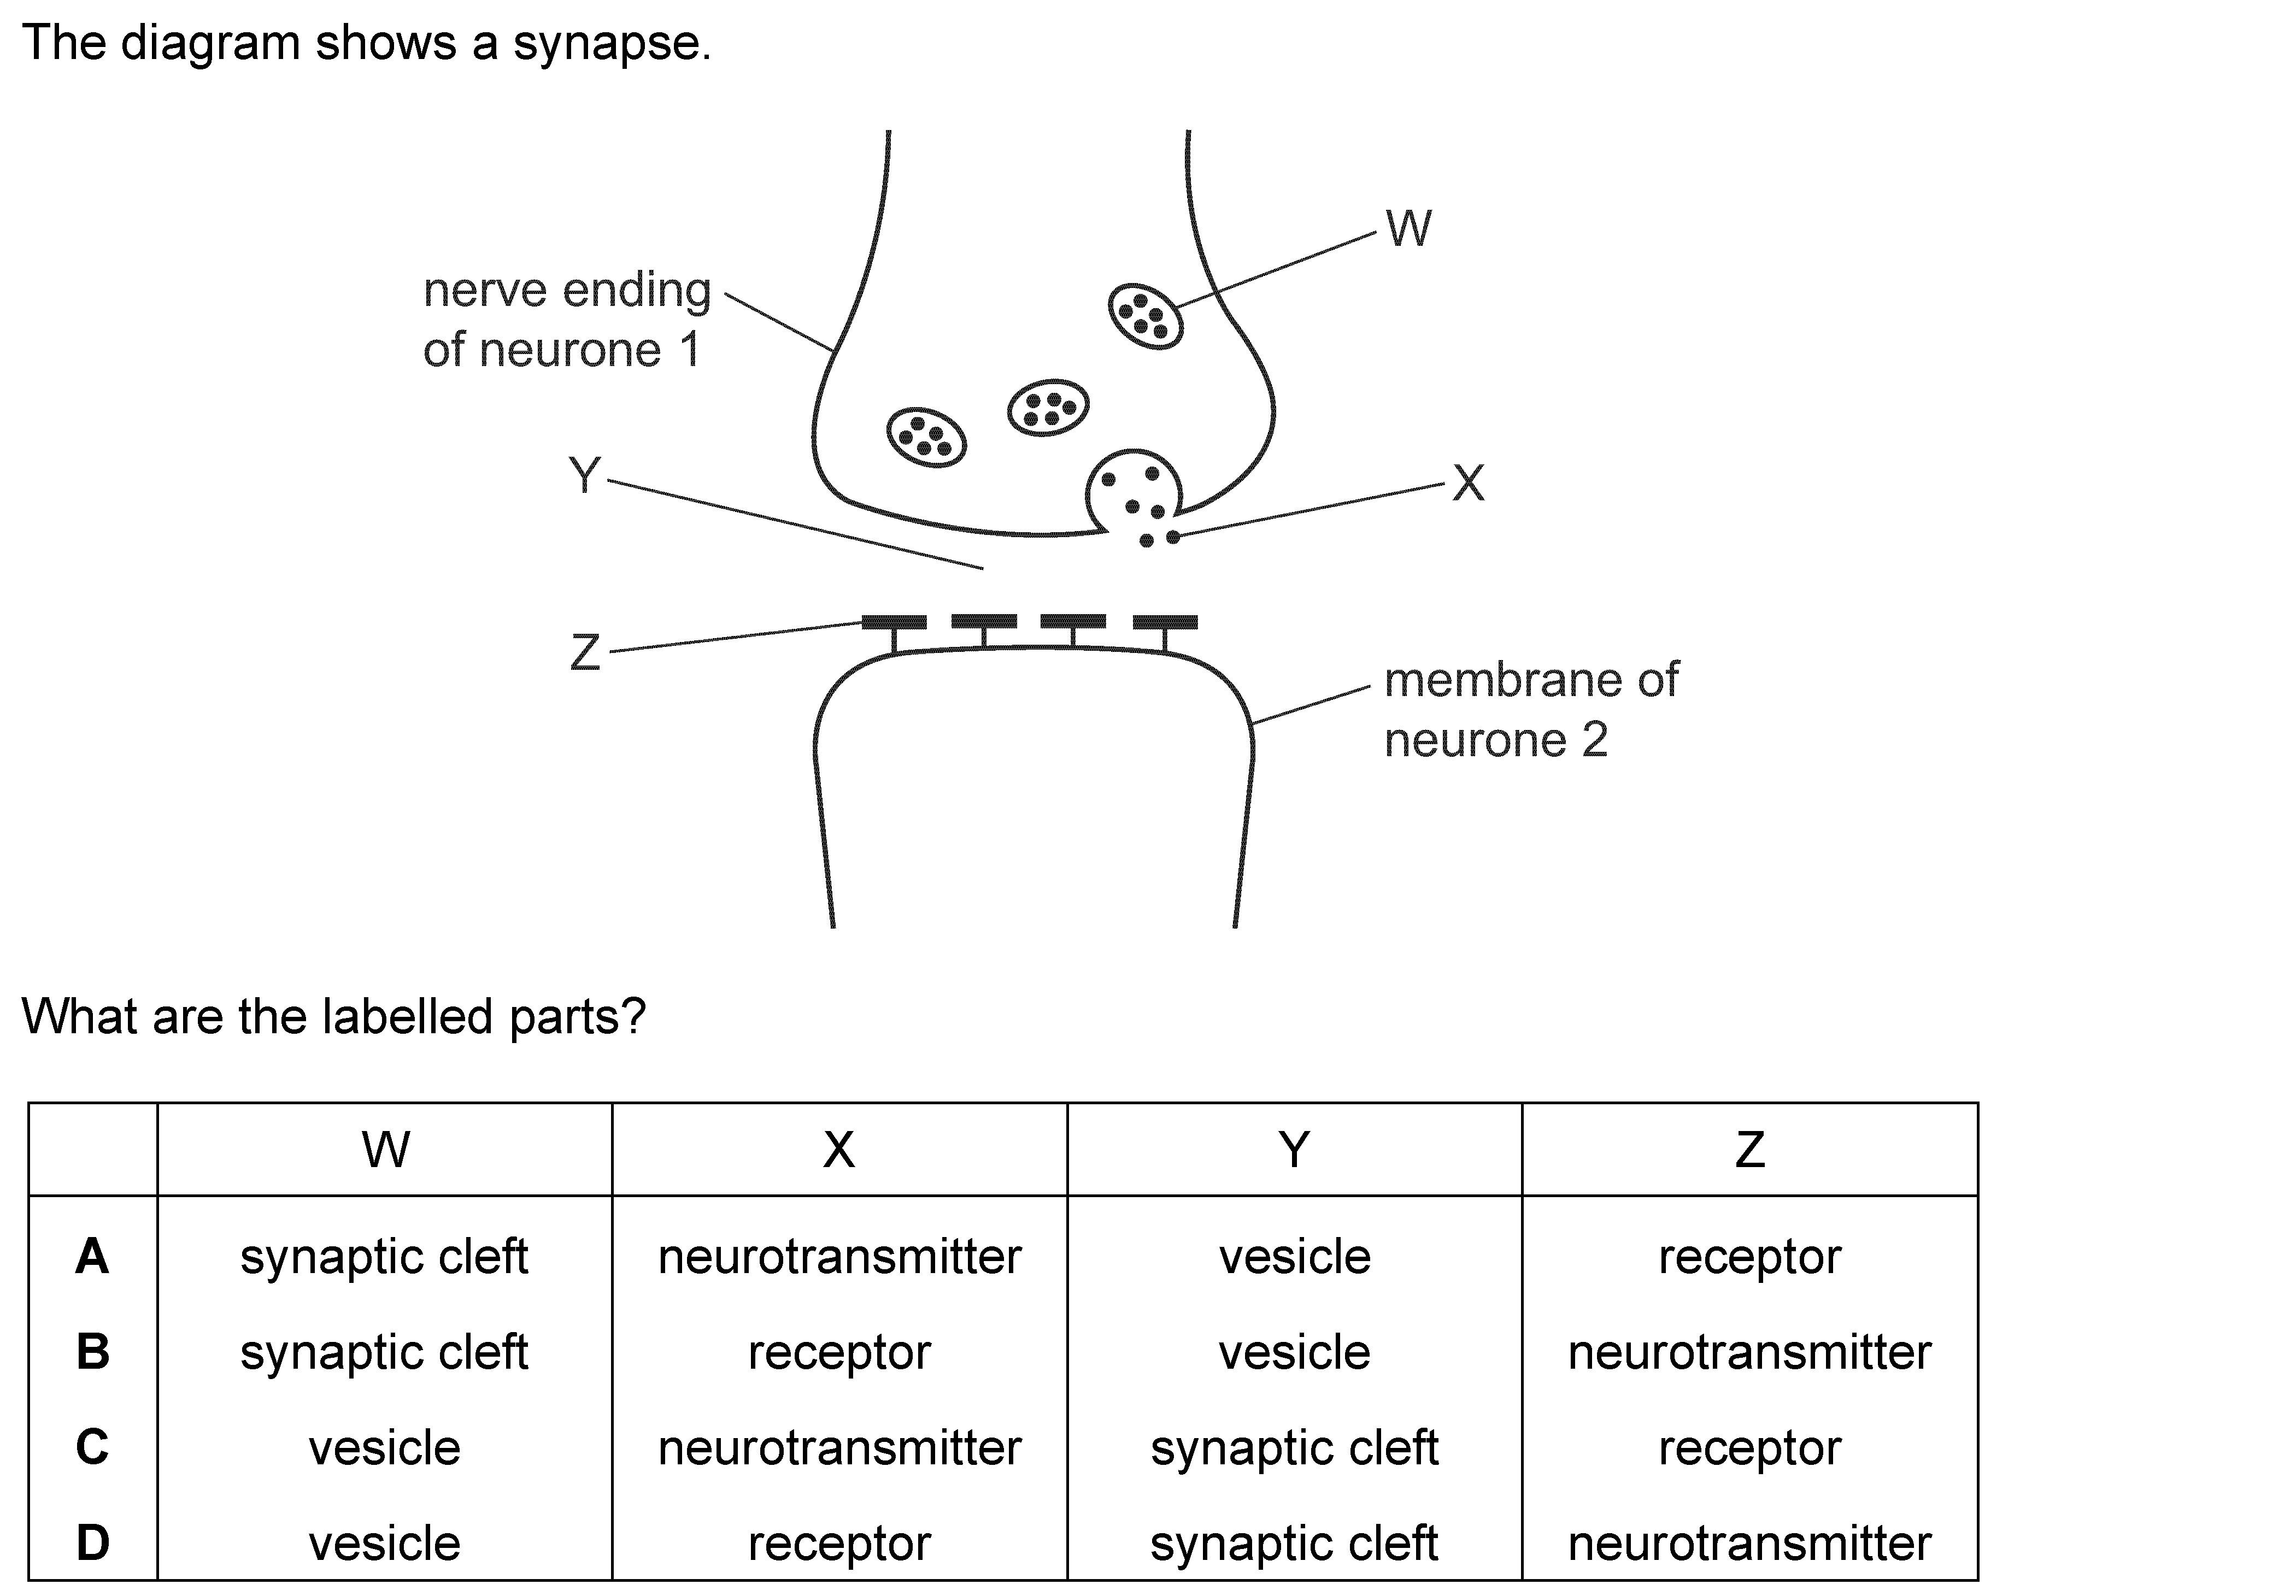 The diagram shows a synapse.
W
nerve ending
of neurone 1
Y
X
Z
membrane of
neurone 2
What are the labelled parts?
W X Y Z
A synaptic cleft neurotransmitter vesicle receptor
B synaptic cleft receptor vesicle neurotransmitter
C vesicle neurotransmitter synaptic cleft receptor
D vesicle receptor synaptic cleft neurotransmitter